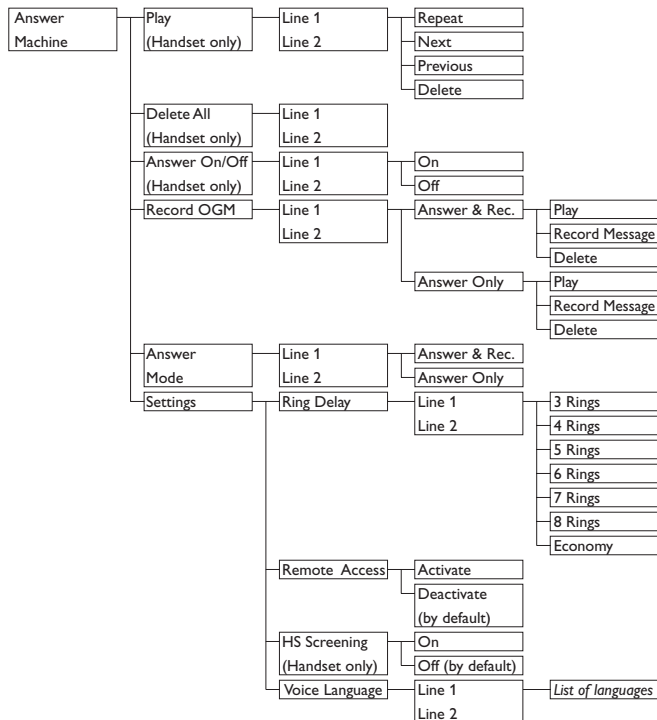 Answer
Machine
Play
(Handset only)
Line 1
Line 2
Repeat
Next
Previous
Delete
Delete All
(Handset only)
Line 1
Line 2
Answer On/Off
(Handset only)
Line 1
Line 2
On
Off
Record OGM
Line 1
Line 2
Answer & Rec.
Play
Record Message
Delete
Answer Only
Play
Record Message
Delete
Answer
Mode
Line 1
Line 2
Answer & Rec.
Answer Only
Settings
Ring Delay
Line 1
Line 2
3 Rings
4 Rings
5 Rings
6 Rings
7 Rings
8 Rings
Economy
Remote Access
Activate
Deactivate
(by default)
HS Screening
(Handset only)
On
Off (by default)
Voice Language
Line 1
Line 2
List of languages